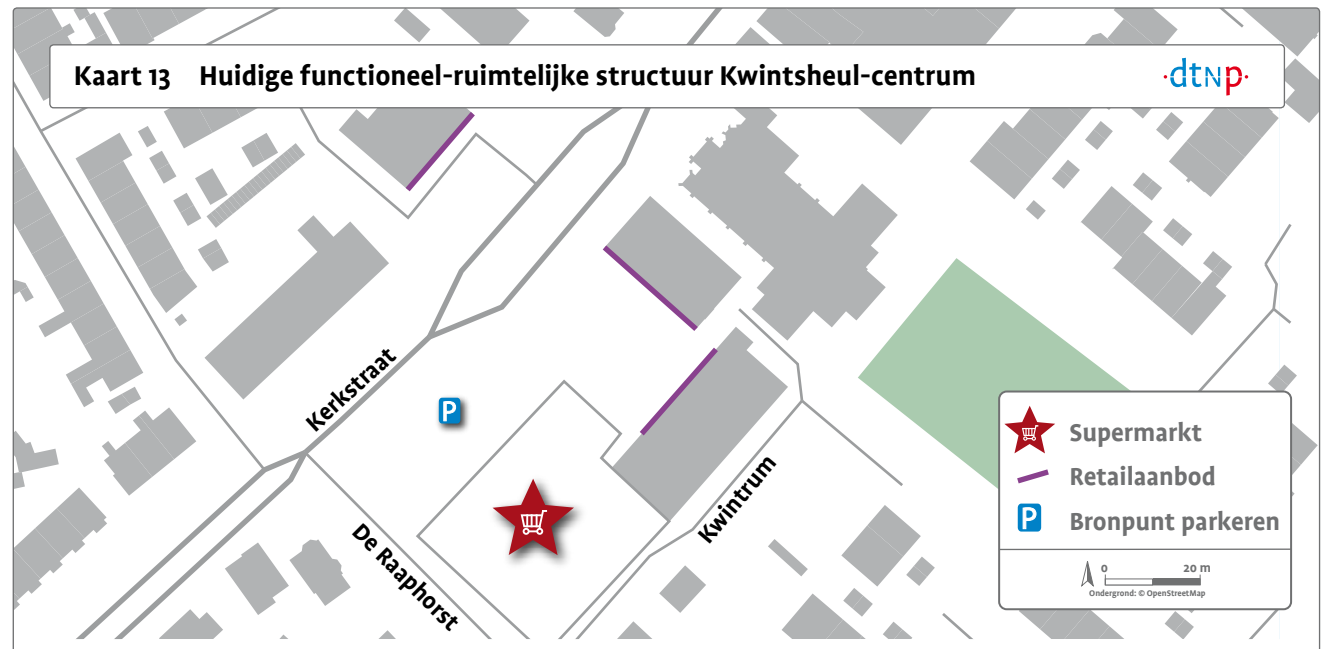 Kaart 13 Huidige functioneel-ruimtelijke structuur Kwintsheul-centrum
dtnp
Kerkstraat
P
De Raaphorst
Kwintrum
Supermarkt
Retailaanbod
P Bronpunt parkeren
0 20 m
Ondergrond: © OpenStreetMap